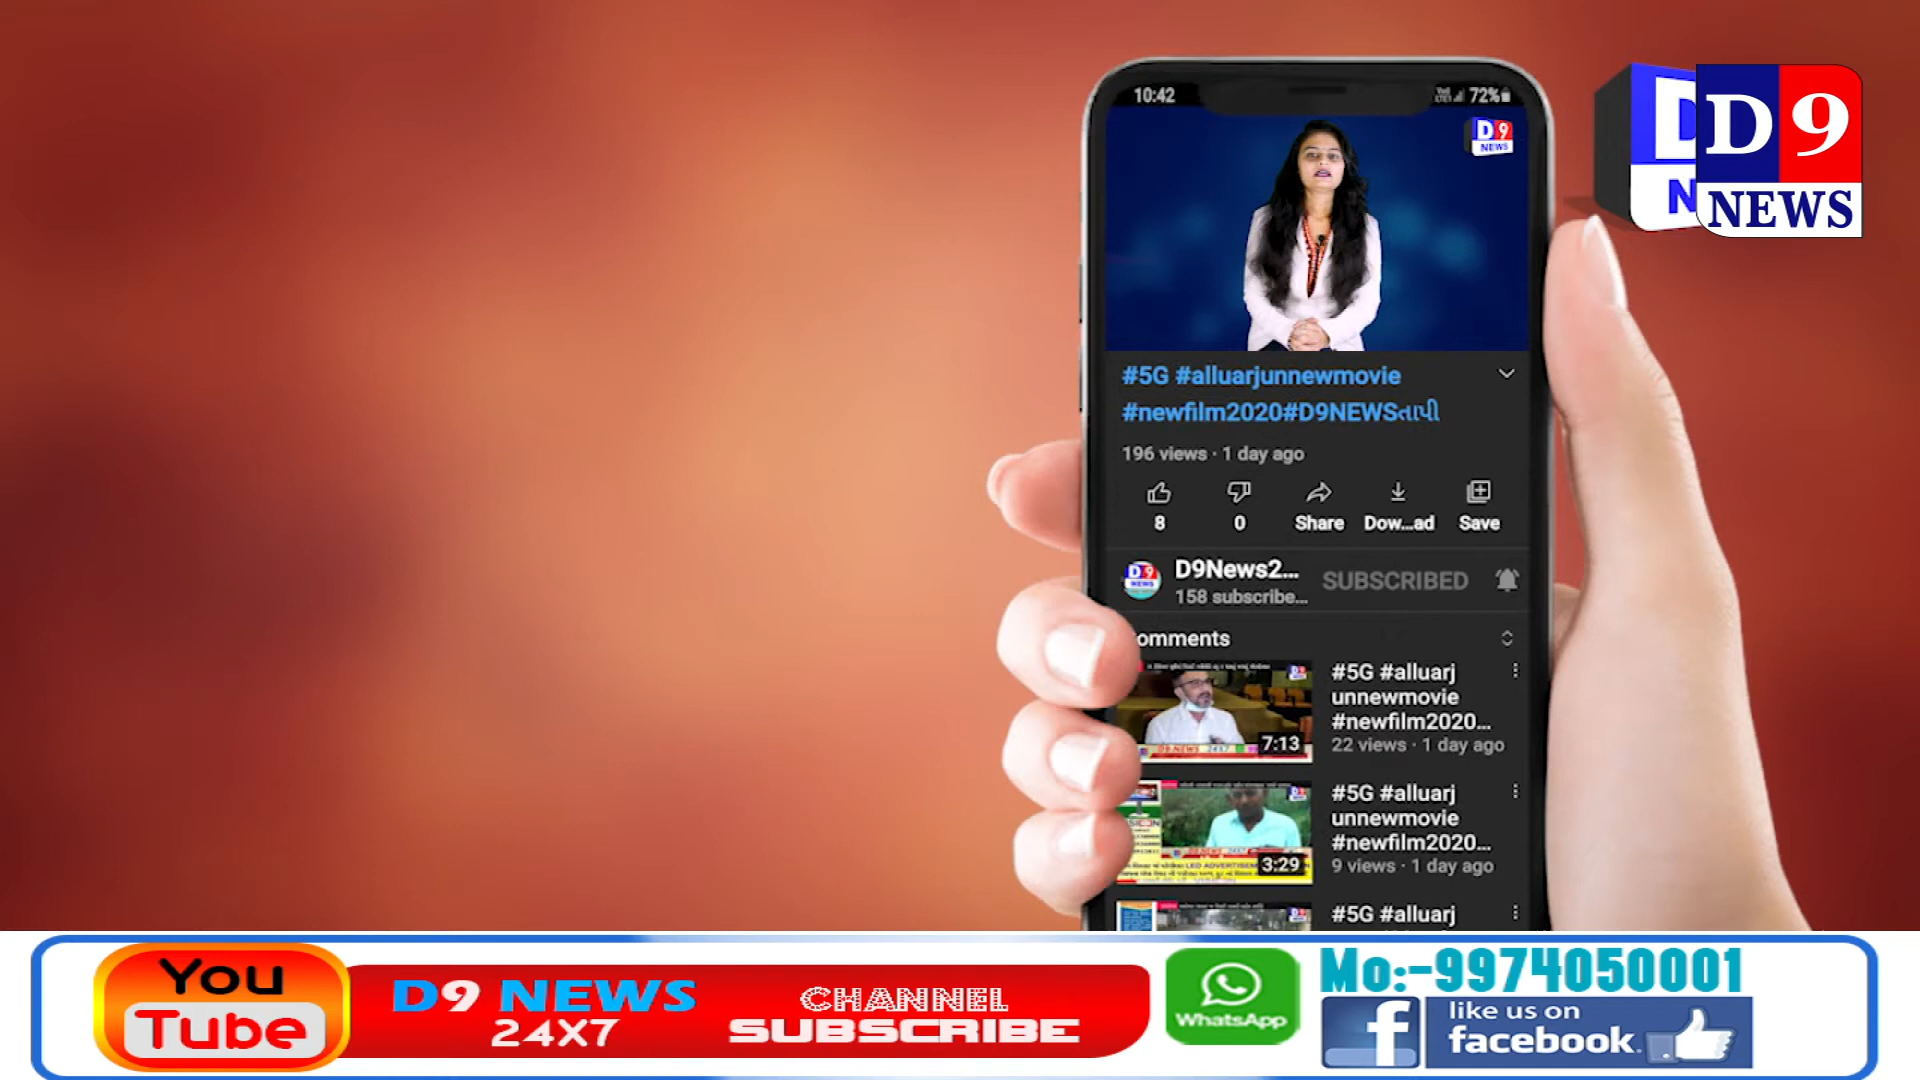 10:42
72%
D9
NEWS
D
N
D9
NEWS
#5G #alluarjunnewmovie
#newfilm2020#D9NEWSતાપી
196 views · 1 day ago
8
0
Share
Dow...ad
Save
D9
NEWS
D9News2...
158 subscribe...
SUBSCRIBED
omments
#5G #alluarj
unnewmovie
#newfilm2020...
22 views · 1 day ago
7:13
#5G #alluarj
unnewmovie
#newfilm2020...
9 views · 1 day ago
3:29
#5G #alluarj
You
Tube
D9 NEWS
24X7
CHANNEL
SUBSCRIBE
WhatsApp
Mo:-9974050001
f
like us on
facebook.